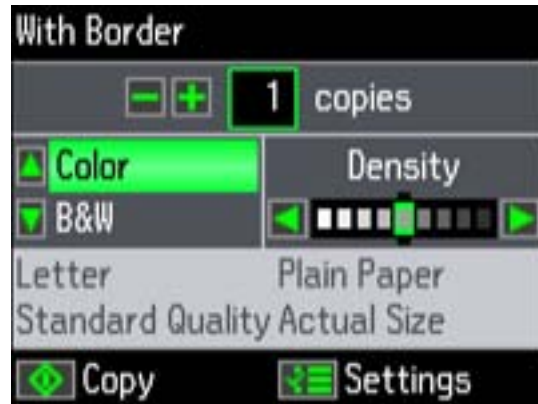 With Border
1 copies
Color
Density
B&W
Letter Plain Paper
Standard Quality Actual Size
Copy Settings